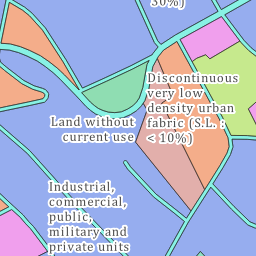 30%)
Discontinuous
very low
density urban
fabric (S.L. :
< 10%)
Land without
current use
Industrial,
commercial,
public,
military and
private units